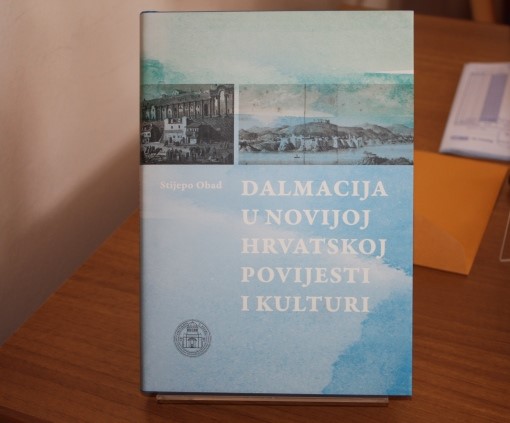 Stijepo Obad
DALMACIJA
U NOVIJOJ
HRVATSKOJ
POVIJESTI
I KULTURI